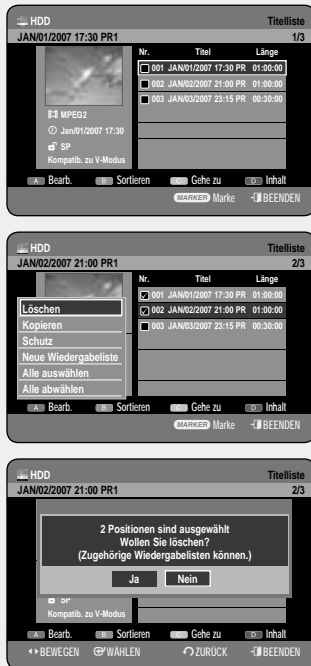 HDD Titelliste
JAN/01/2007 17:30 PR1 1/3
Nr. Titel Länge
001 JAN/01/2007 17:30 PR 01:00:00
002 JAN/02/2007 21:00 PR 01:00:00
003 JAN/03/2007 23:15 PR 00:30:00
MPEG2
Jan/01/2007 17:30
SP
Kompatib. zu V-Modus
A Bearb. B Sortieren C Gehe zu D Inhalt
MARKER Marke BEENDEN
HDD Titelliste
JAN/02/2007 21:00 PR1 2/3
Nr. Titel Länge
001 JAN/01/2007 17:30 PR 01:00:00
002 JAN/02/2007 21:00 PR 01:00:00
003 JAN/03/2007 23:15 PR 00:30:00
Löschen
Kopieren
Schutz
Neue Wiedergabeliste
Alle auswählen
Alle abwählen
A Bearb. B Sortieren C Gehe zu D Inhalt
MARKER Marke BEENDEN
HDD Titelliste
JAN/02/2007 21:00 PR1 2/3
2 Positionen sind ausgewählt
Wollen Sie löschen?
(Zugehörige Wiedergabelisten können.)
Ja Nein
SP
Kompatib. zu V-Modus
A Bearb. B Sortieren C Gehe zu D Inhalt
BEWEGEN WÄHLEN ZURÜCK BEENDEN